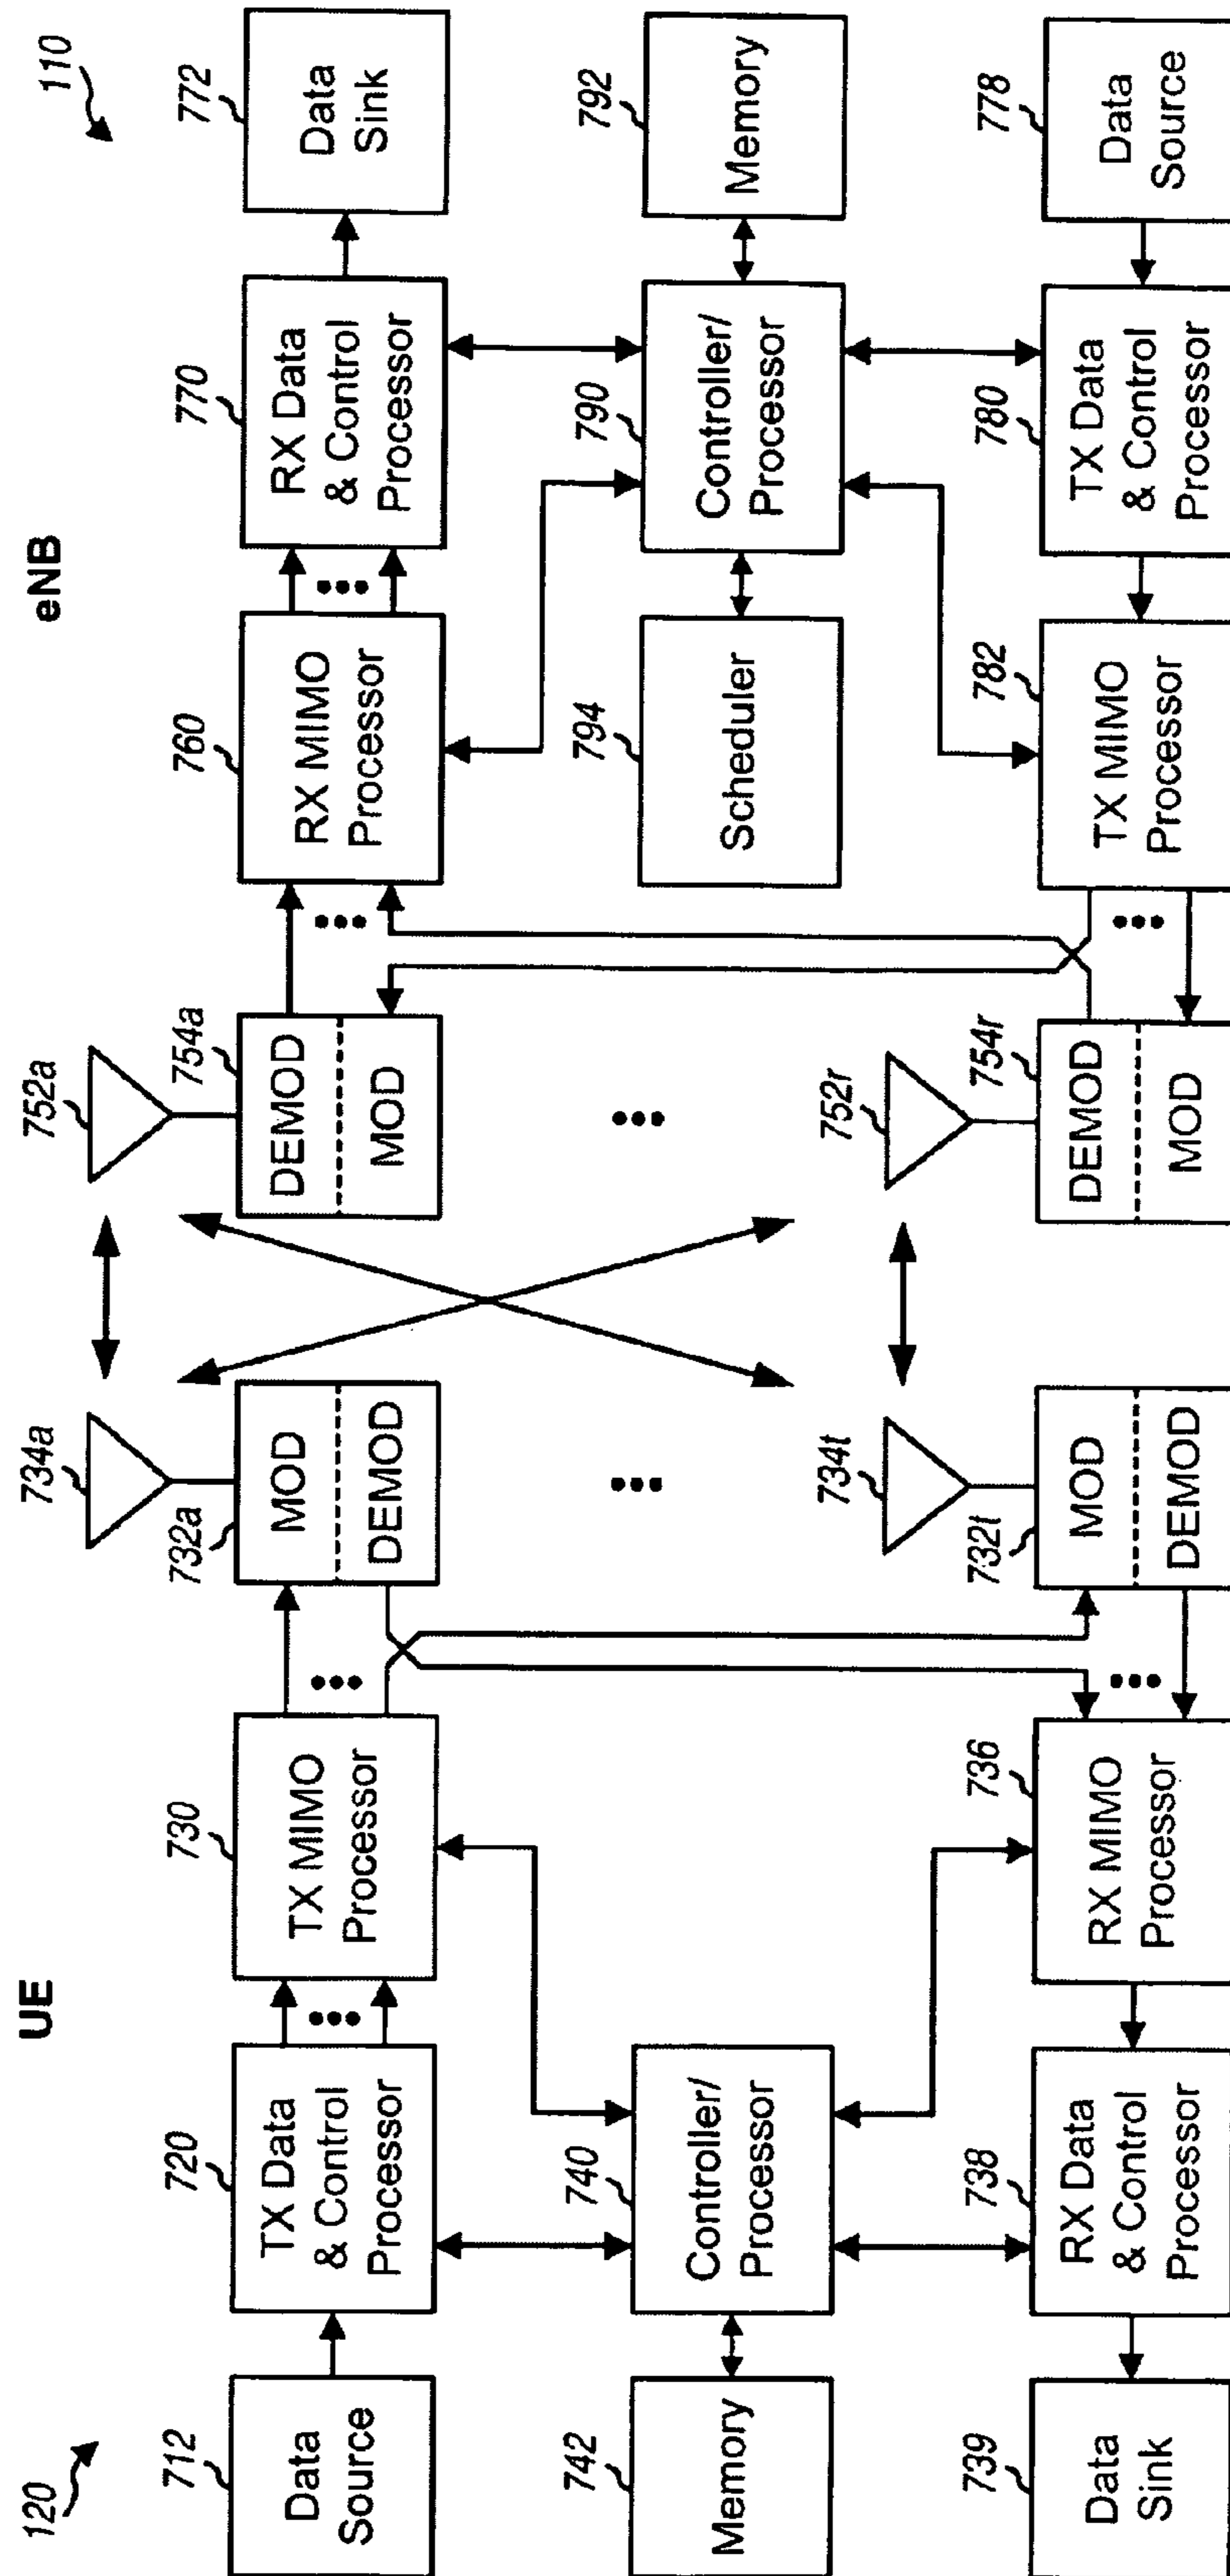 UE
eNB
120
110
712
Data
Source
720
TX Data
& Control
Processor
730
TX MIMO
Processor
732a
MOD
DEMOD
734a
752a
754a
DEMOD
MOD
760
RX MIMO
Processor
770
RX Data
& Control
Processor
772
Data
Sink
742
Memory
740
Controller/
Processor
794
Scheduler
790
Controller/
Processor
792
Memory
739
Data
Sink
738
RX Data
& Control
Processor
736
RX MIMO
Processor
732t
MOD
DEMOD
734t
752r
754r
DEMOD
MOD
782
TX MIMO
Processor
780
TX Data
& Control
Processor
778
Data
Source